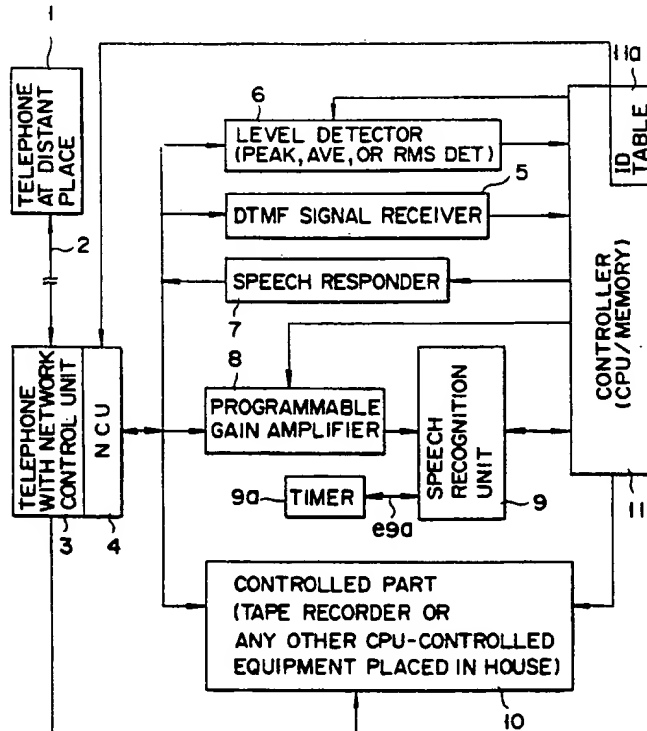 1
TELEPHONE
AT DISTANT
PLACE
2
11a
ID
TABLE
6
LEVEL DETECTOR
(PEAK, AVE, OR RMS DET)
5
DTMF SIGNAL RECEIVER
SPEECH RESPONDER
7
8
PROGRAMMABLE
GAIN AMPLIFIER
SPEECH
RECOGNITION
UNIT
9
9a
TIMER
e9a
CONTROLLER
(CPU/MEMORY)
11
TELEPHONE
WITH NETWORK
CONTROL UNIT
NCU
3
4
CONTROLLED PART
(TAPE RECORDER OR
ANY OTHER CPU-CONTROLLED
EQUIPMENT PLACED IN HOUSE)
10